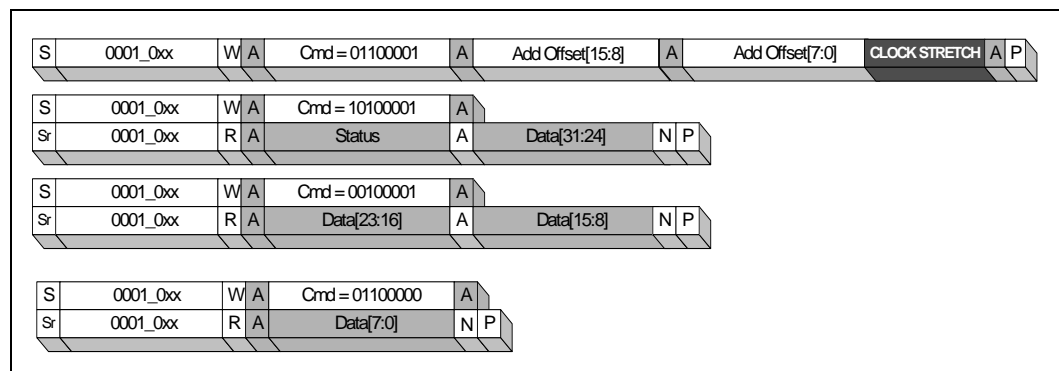 S 0001_0xx W A Cmd = 01100001 A Add Offset[15:8] A Add Offset[7:0] CLOCK STRETCH A P
S 0001_0xx W A Cmd = 10100001 A
Sr 0001_0xx R A Status A Data[31:24] N P
S 0001_0xx W A Cmd = 00100001 A
Sr 0001_0xx R A Data[23:16] A Data[15:8] N P
S 0001_0xx W A Cmd = 01100000 A
Sr 0001_0xx R A Data[7:0] N P